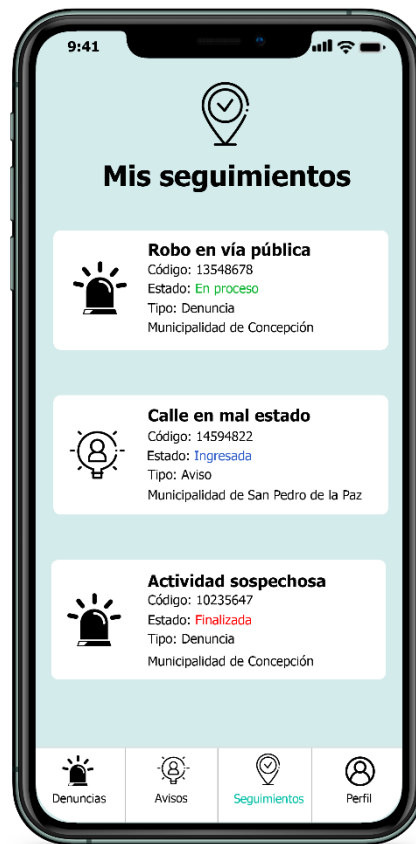 9:41
Mis seguimientos
Robo en vía pública
Código: 13548678
Estado: En proceso
Tipo: Denuncia
Municipalidad de Concepción
Calle en mal estado
Código: 14594822
Estado: Ingresada
Tipo: Aviso
Municipalidad de San Pedro de la Paz
Actividad sospechosa
Código: 10235647
Estado: Finalizada
Tipo: Denuncia
Municipalidad de Concepción
Denuncias
Avisos
Seguimientos
Perfil